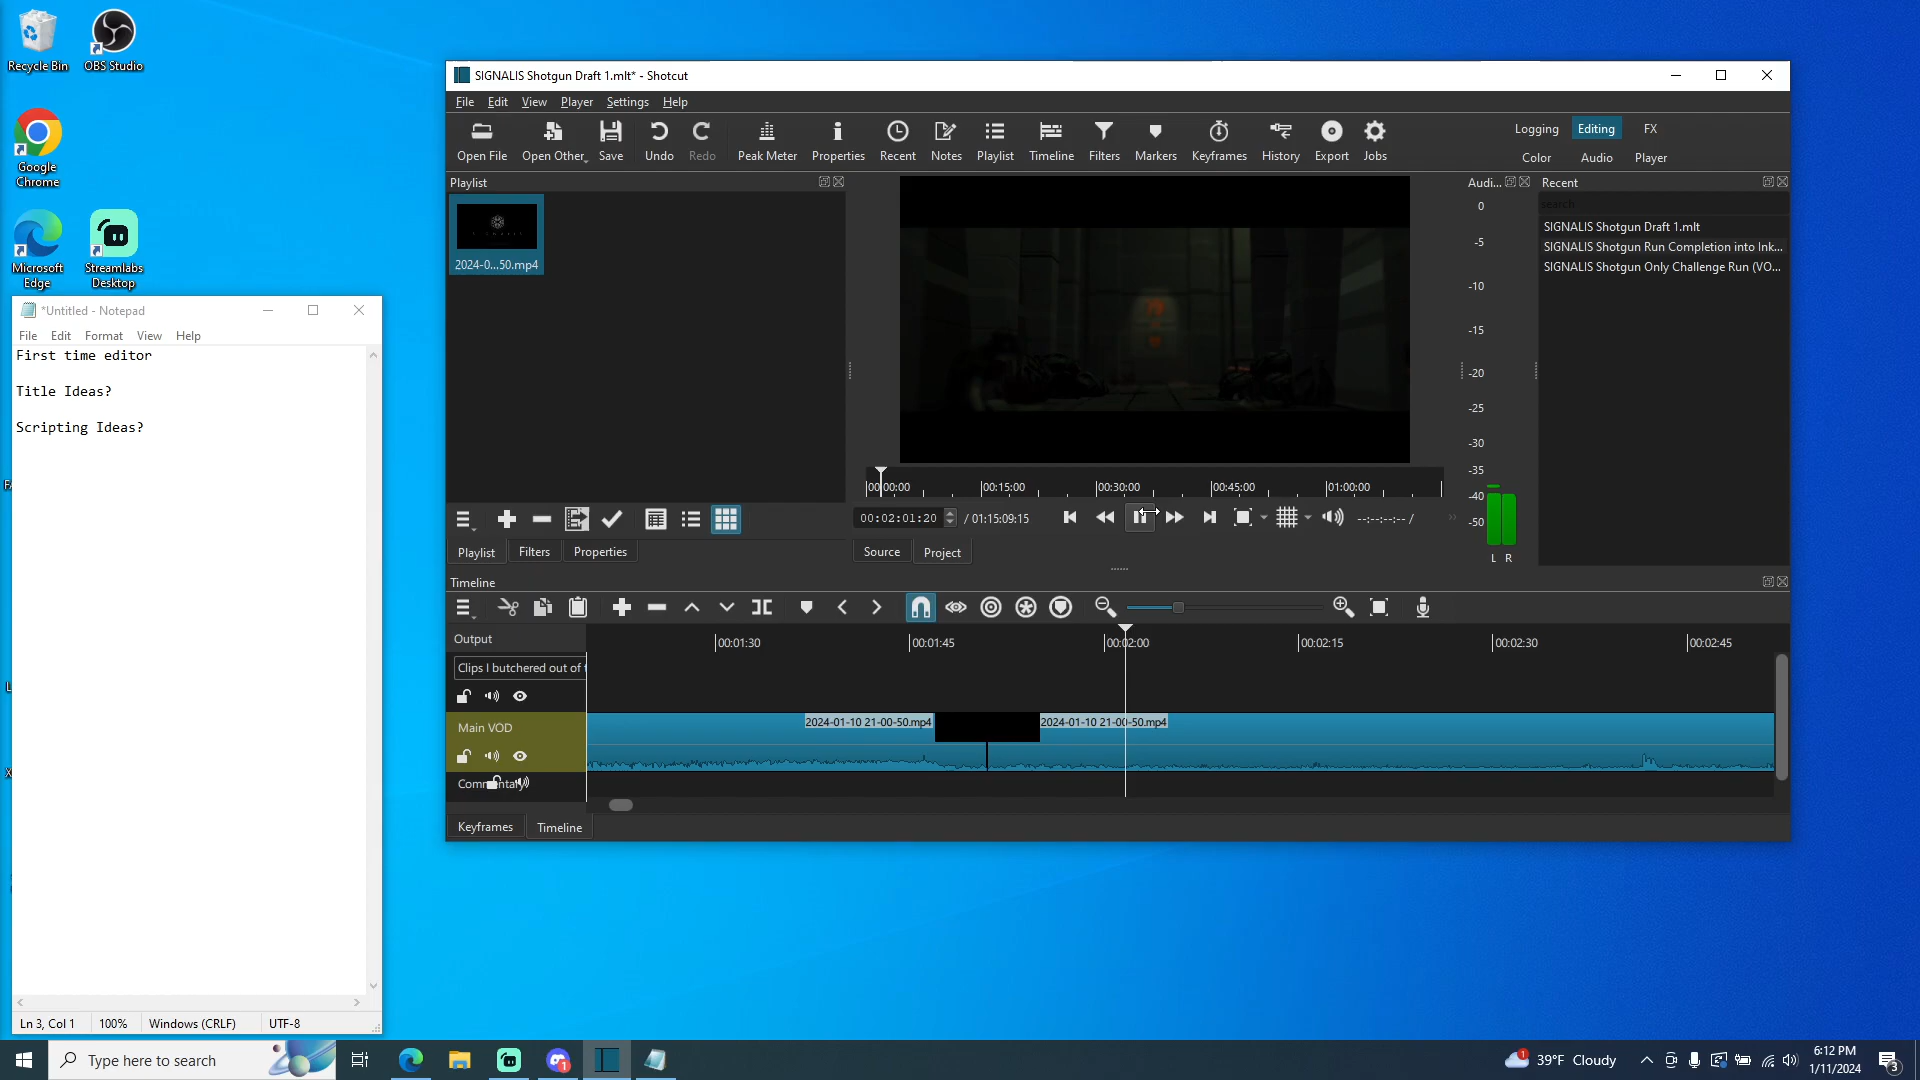 Recycle Bin
OBS Studio
Google
Chrome
Microsoft
Edge
Streamlabs
Desktop
*Untitled - Notepad
File Edit Format View Help
First time editor
Title Ideas?
Scripting Ideas?
Ln 3, Col 1
100%
Windows (CRLF)
UTF-8
SIGNALIS Shotgun Draft 1.mlt* - Shotcut
File Edit View Player Settings Help
Open File
Open Other
Save
Undo
Redo
Peak Meter
Properties
Recent
Notes
Playlist
Timeline
Filters
Markers
Keyframes
History
Export
Jobs
Logging
Editing
FX
Color
Audio
Player
Playlist
2024-0...50.mp4
Playlist
Filters
Properties
00:00:00
00:15:00
00:30:00
00:45:00
01:00:00
00:02:01:20
/ 01:15:09:15
--:--:--:-- /
Source
Project
Audi...
0
-5
-10
-15
-20
-25
-30
-35
-40
-50
L R
Recent
search
SIGNALIS Shotgun Draft 1.mlt
SIGNALIS Shotgun Run Completion into Ink...
SIGNALIS Shotgun Only Challenge Run (VO...
Timeline
Output
00:01:30
00:01:45
00:02:00
00:02:15
00:02:30
00:02:45
Clips I butchered out of t
Main VOD
2024-01-10 21-00-50.mp4
2024-01-10 21-00-50.mp4
Commentary
Keyframes
Timeline
Type here to search
39°F Cloudy
6:12 PM
1/11/2024